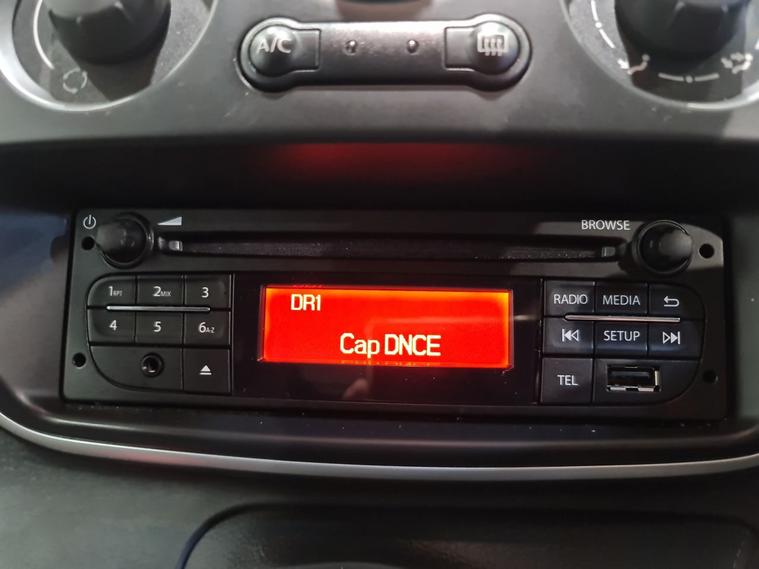 A/C
BROWSE
1RPT 2MIX 3
4 5 6A-Z
DR1
Cap DNCE
RADIO MEDIA
SETUP
TEL